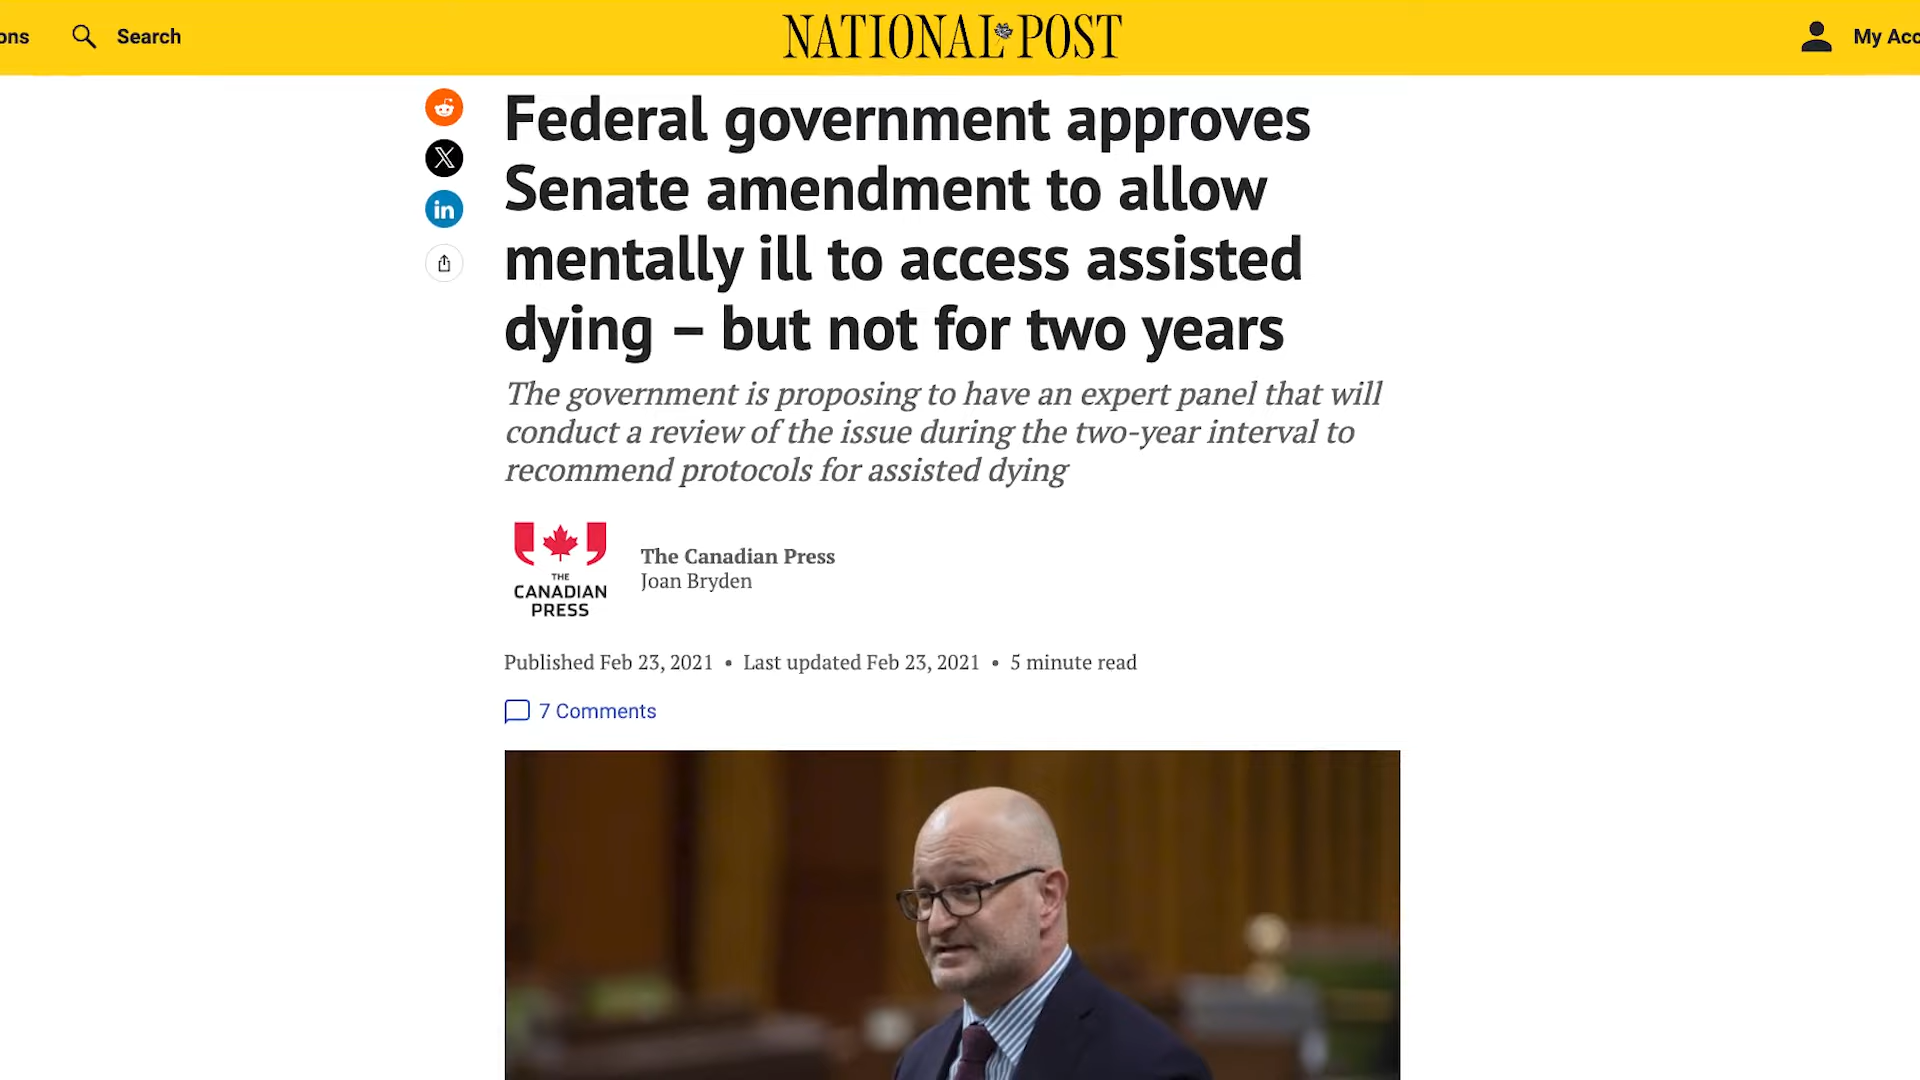 ons
Search
NATIONAL POST
My Acc
Federal government approves
Senate amendment to allow
mentally ill to access assisted
dying – but not for two years
The government is proposing to have an expert panel that will
conduct a review of the issue during the two-year interval to
recommend protocols for assisted dying
THE
CANADIAN
PRESS
The Canadian Press
Joan Bryden
Published Feb 23, 2021 • Last updated Feb 23, 2021 • 5 minute read
7 Comments